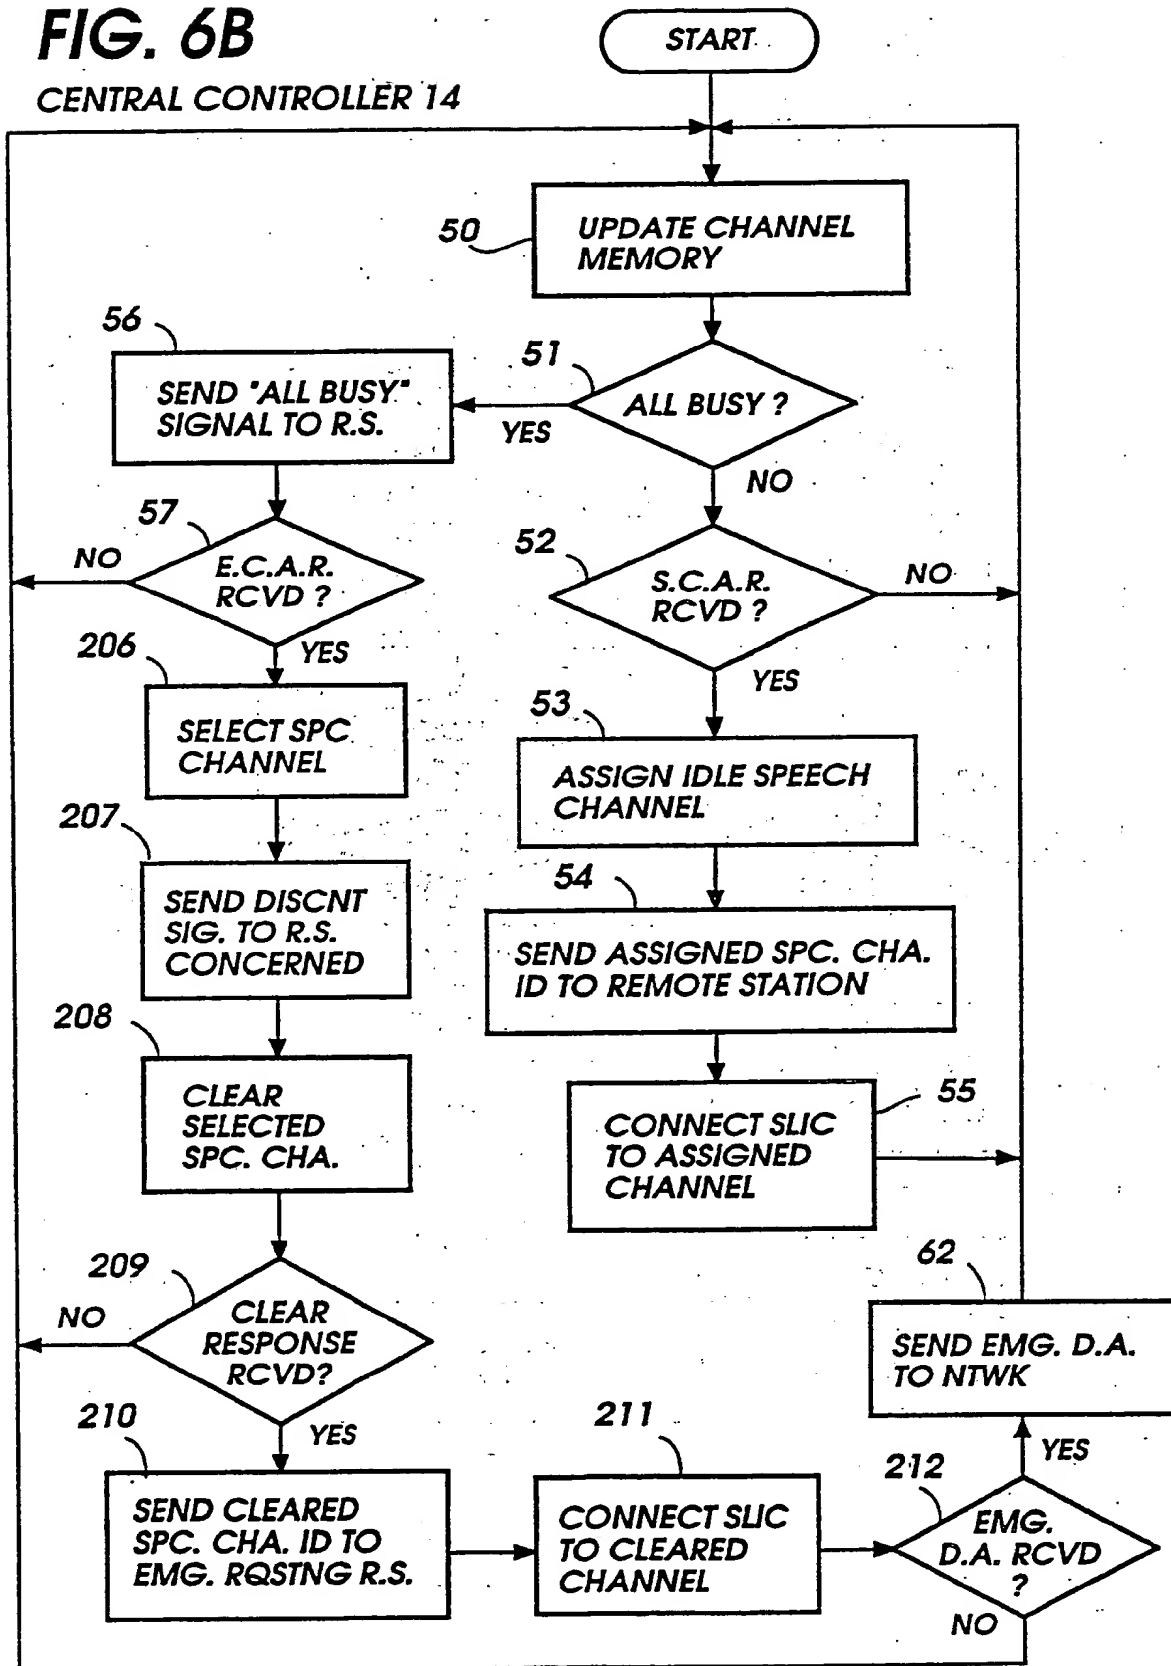 FIG. 6B
CENTRAL CONTROLLER 14
START
50
UPDATE CHANNEL
MEMORY
51
ALL BUSY ?
YES
NO
56
SEND "ALL BUSY"
SIGNAL TO R.S.
57
E.C.A.R.
RCVD ?
NO
YES
52
S.C.A.R.
RCVD ?
NO
YES
206
SELECT SPC
CHANNEL
53
ASSIGN IDLE SPEECH
CHANNEL
207
SEND DISCNT
SIG. TO R.S.
CONCERNED
54
SEND ASSIGNED SPC. CHA.
ID TO REMOTE STATION
208
CLEAR
SELECTED
SPC. CHA.
55
CONNECT SLIC
TO ASSIGNED
CHANNEL
209
CLEAR
RESPONSE
RCVD?
NO
YES
62
SEND EMG. D.A.
TO NTWK
210
SEND CLEARED
SPC. CHA. ID TO
EMG. RQSTNG R.S.
211
CONNECT SLIC
TO CLEARED
CHANNEL
212
EMG.
D.A. RCVD
?
YES
NO